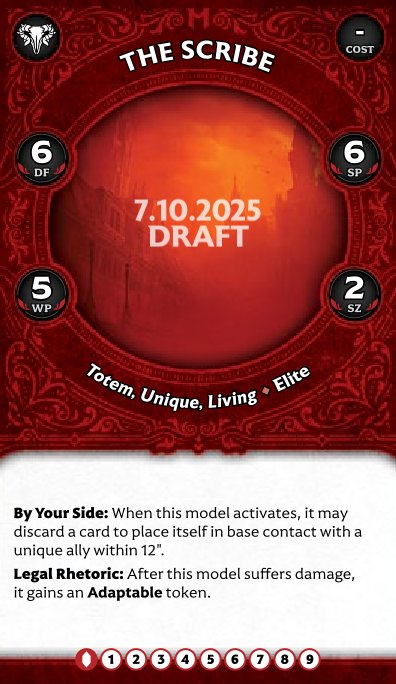 THE SCRIBE
-
COST
6
DF
6
SP
7.10.2025
DRAFT
5
WP
2
SZ
Totem, Unique, Living ♦ Elite
By Your Side: When this model activates, it may
discard a card to place itself in base contact with a
unique ally within 12".
Legal Rhetoric: After this model suffers damage,
it gains an Adaptable token.
1 2 3 4 5 6 7 8 9